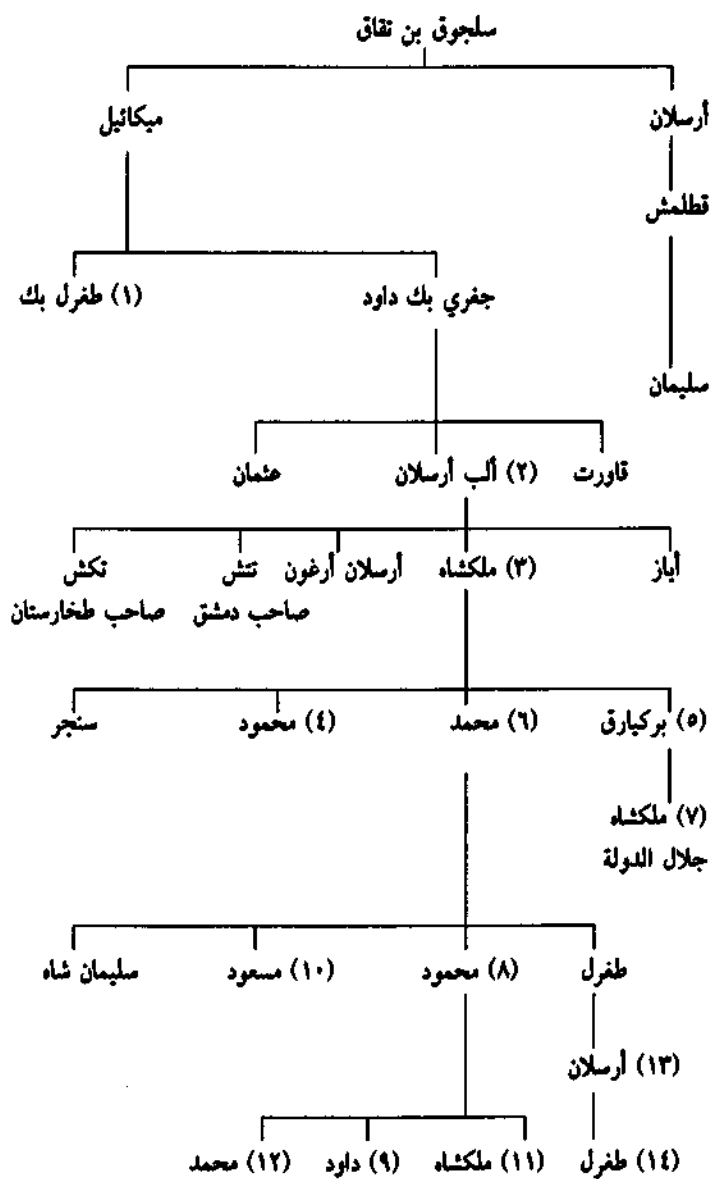 سلجوق بن تقاق
أرسلان ميكائيل
قطلمش
جغري بك داود (١) طغرل بك
سليمان
قاورت (٢) ألب أرسلان عثمان
أياز (٣) ملكشاه أرسلان أرغون تتش تكش
صاحب دمشق صاحب طخارستان
(٥) بركيارق (٦) محمد (٤) محمود سنجر
(٧) ملكشاه
جلال الدولة
طغرل (٨) محمود (١٠) مسعود سليمان شاه
(١٣) أرسلان
(١٤) طغرل (١١) ملكشاه (٩) داود (١٢) محمد